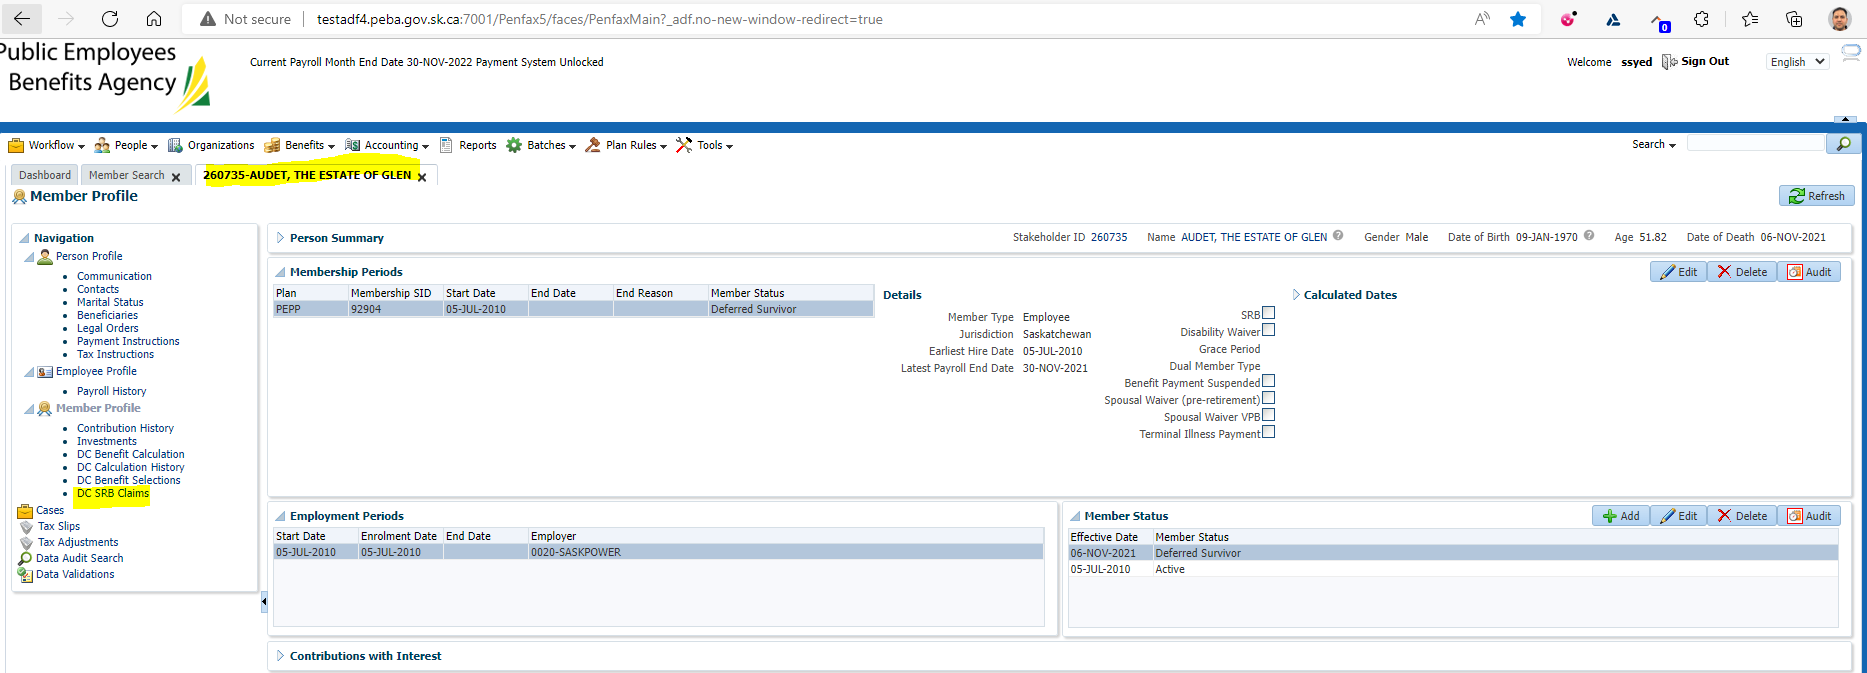 Not secure testadf4.peba.gov.sk.ca:7001/Penfax5/faces/PenfaxMain?_adf.no-new-window-redirect=true
0
Public Employees
Benefits Agency
Current Payroll Month End Date 30-NOV-2022 Payment System Unlocked
Welcome ssyed Sign Out English
Workflow People Organizations Benefits Accounting Reports Batches Plan Rules Tools Search
Dashboard Member Search 260735-AUDET, THE ESTATE OF GLEN
Member Profile
Refresh
Navigation
Person Profile
Communication
Contacts
Marital Status
Beneficiaries
Legal Orders
Payment Instructions
Tax Instructions
Employee Profile
Payroll History
Member Profile
Contribution History
Investments
DC Benefit Calculation
DC Calculation History
DC Benefit Selections
DC SRB Claims
Cases
Tax Slips
Tax Adjustments
Data Audit Search
Data Validations
Person Summary Stakeholder ID 260735 Name AUDET, THE ESTATE OF GLEN Gender Male Date of Birth 09-JAN-1970 Age 51.82 Date of Death 06-NOV-2021
Membership Periods Edit Delete Audit
Plan Membership SID Start Date End Date End Reason Member Status
PEPP 92904 05-JUL-2010 Deferred Survivor
Details
Member Type Employee
Jurisdiction Saskatchewan
Earliest Hire Date 05-JUL-2010
Latest Payroll End Date 30-NOV-2021
SRB
Disability Waiver
Grace Period
Dual Member Type
Benefit Payment Suspended
Spousal Waiver (pre-retirement)
Spousal Waiver VPB
Terminal Illness Payment
Calculated Dates
Employment Periods
Start Date Enrolment Date End Date Employer
05-JUL-2010 05-JUL-2010 0020-SASKPOWER
Member Status Add Edit Delete Audit
Effective Date Member Status
06-NOV-2021 Deferred Survivor
05-JUL-2010 Active
Contributions with Interest